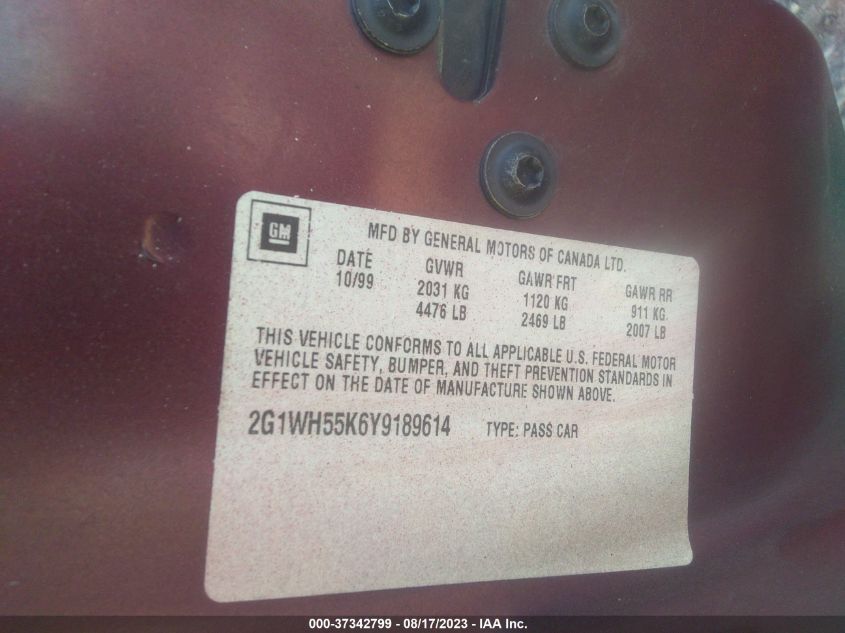 GM
MFD BY GENERAL MOTORS OF CANADA LTD.
DATE GVWR GAWR FRT GAWR RR
10/99 2031 KG 1120 KG 911 KG
4476 LB 2469 LB 2007 LB
THIS VEHICLE CONFORMS TO ALL APPLICABLE U.S. FEDERAL MOTOR
VEHICLE SAFETY, BUMPER, AND THEFT PREVENTION STANDARDS IN
EFFECT ON THE DATE OF MANUFACTURE SHOWN ABOVE.
2G1WH55K6Y9189614 TYPE: PASS CAR
000-37342799 - 08/17/2023 - IAA Inc.